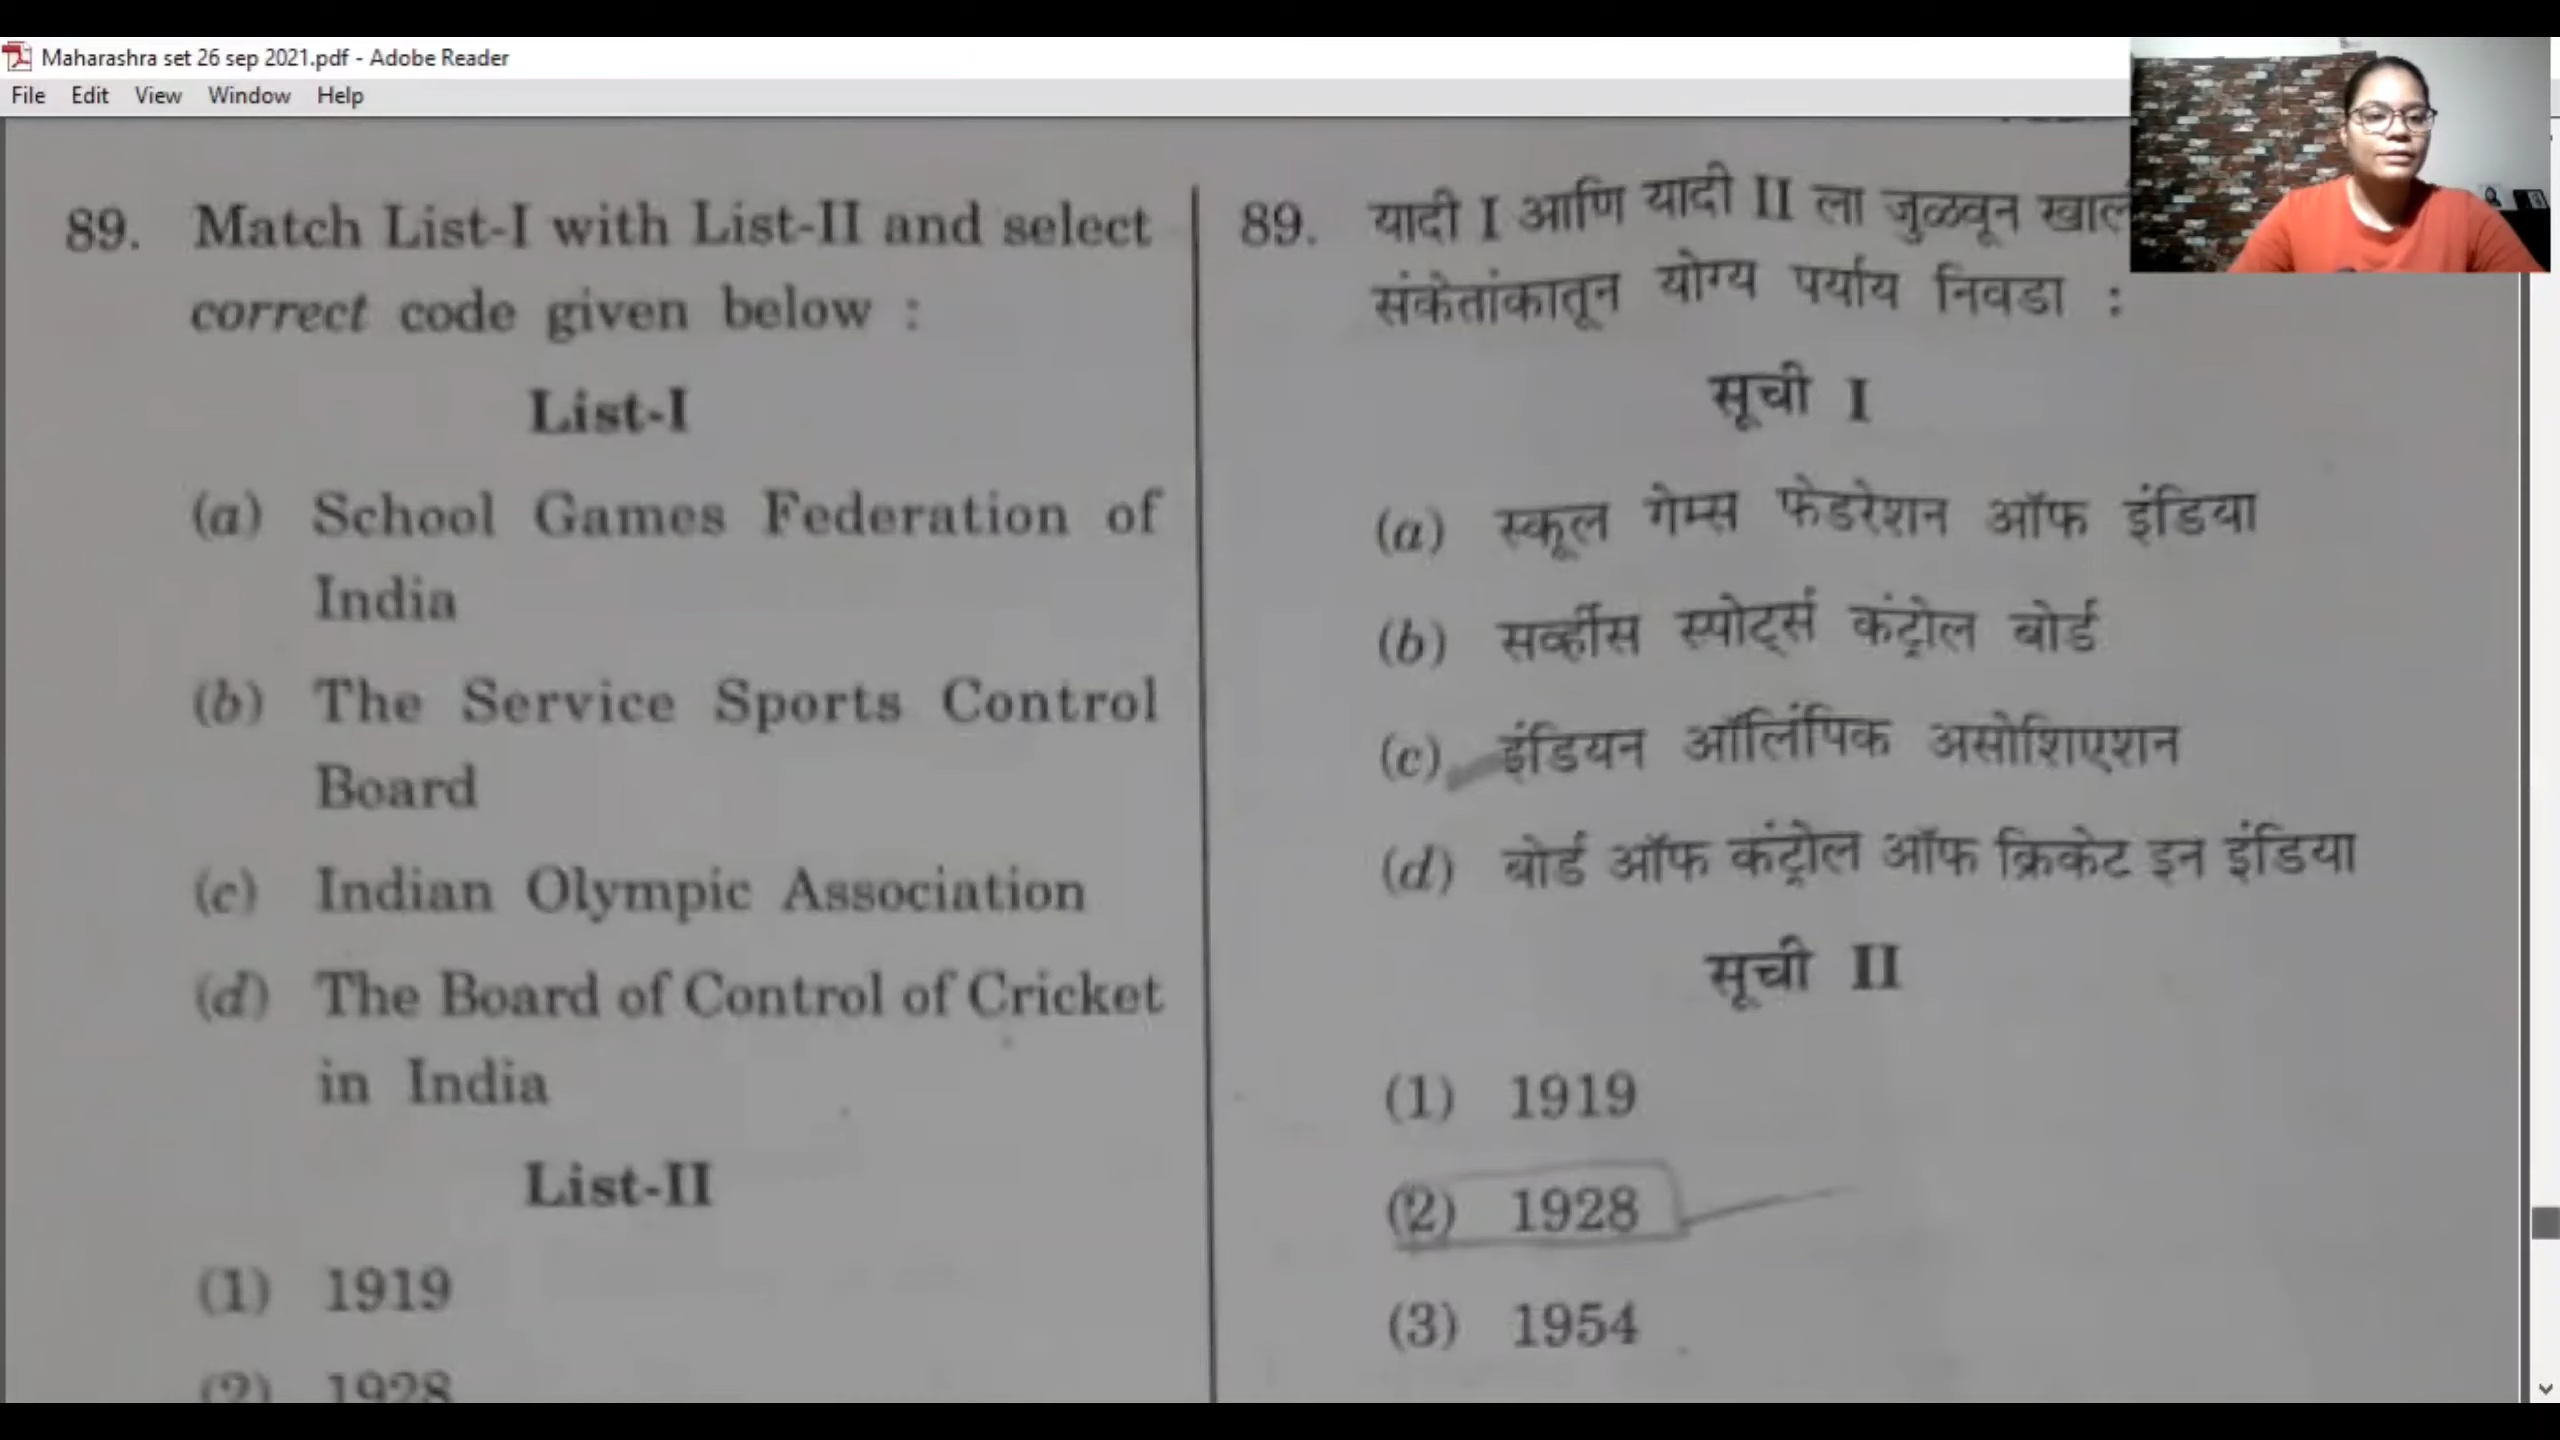 Maharashra set 26 sep 2021.pdf - Adobe Reader
File Edit View Window Help
89. Match List-I with List-II and select
correct code given below :
List-I
(a) School Games Federation of
India
(b) The Service Sports Control
Board
(c) Indian Olympic Association
(d) The Board of Control of Cricket
in India
List-II
(1) 1919
(2) 1928
89. यादी I आणि यादी II ला जुळवून
संकेतांकातून योग्य पर्याय निवडा :
सूची I
(a) स्कूल गेम्स फेडरेशन ऑफ इंडिया
(b) सर्व्हीस स्पोर्ट्स कंट्रोल बोर्ड
(c) इंडियन ऑलिंपिक असोशिएशन
(d) बोर्ड ऑफ कंट्रोल ऑफ क्रिकेट इन इंडिया
सूची II
(1) 1919
(2) 1928
(3) 1954